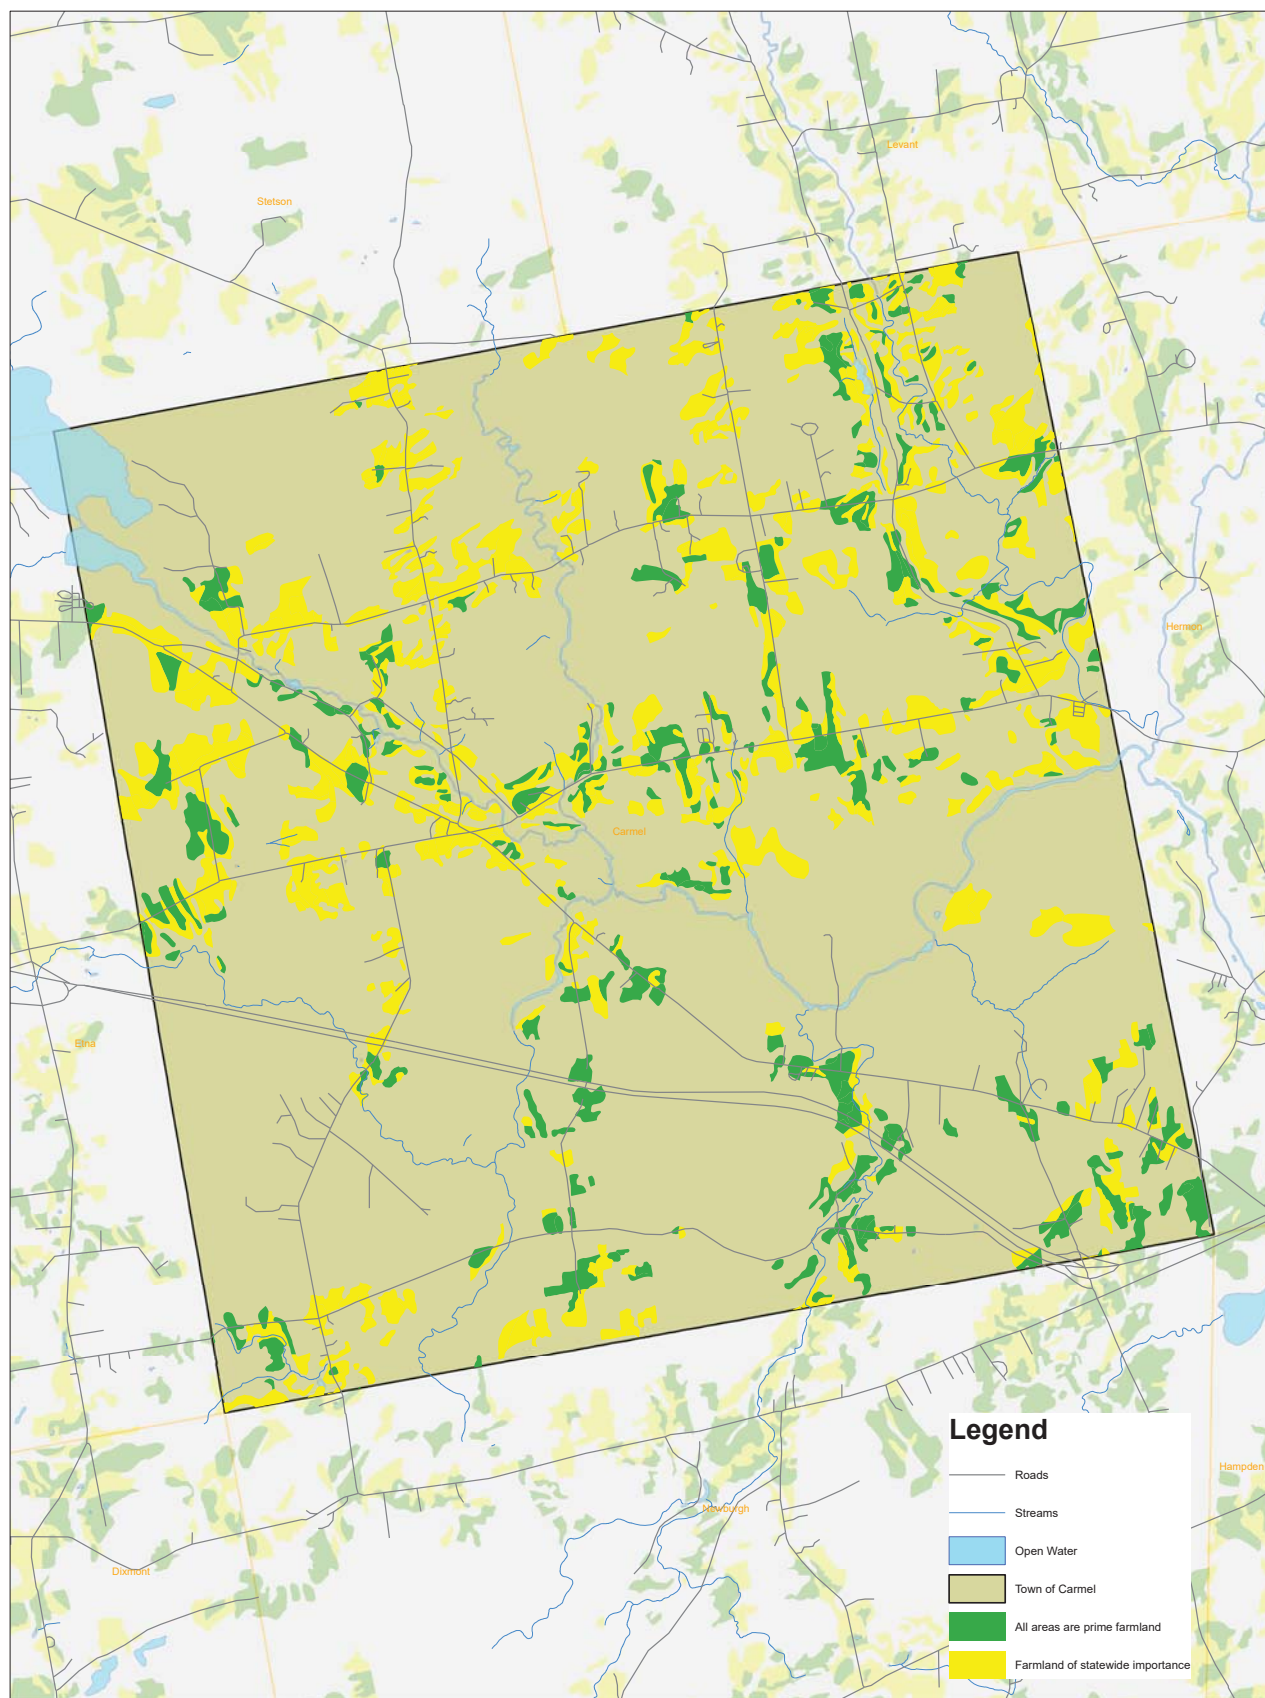 Levant
Stetson
Hermon
Carmel
Etna
Legend
Roads
Streams
Open Water
Town of Carmel
All areas are prime farmland
Farmland of statewide importance
Hampden
Newburgh
Dixmont